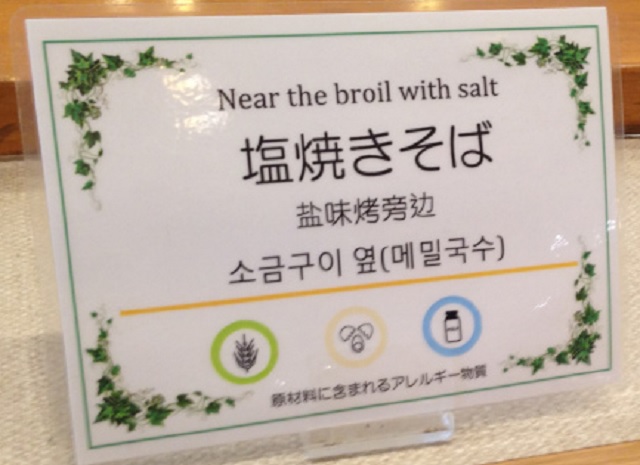 Near the broil with salt
塩焼きそば
盐味烤旁边
소금구이 옆(메밀국수)
原材料に含まれるアレルギー物質